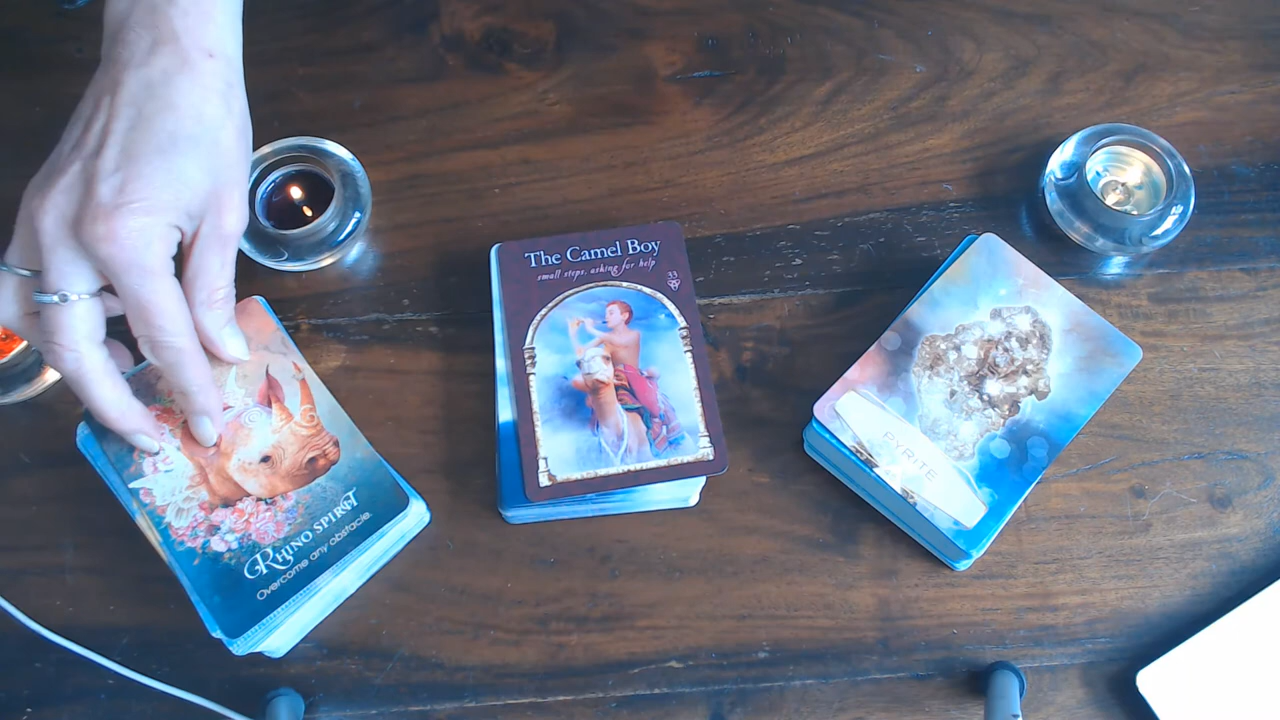 The Camel Boy
small steps, asking for help
33
RHINO SPIRIT
Overcome any obstacle.
PYRITE